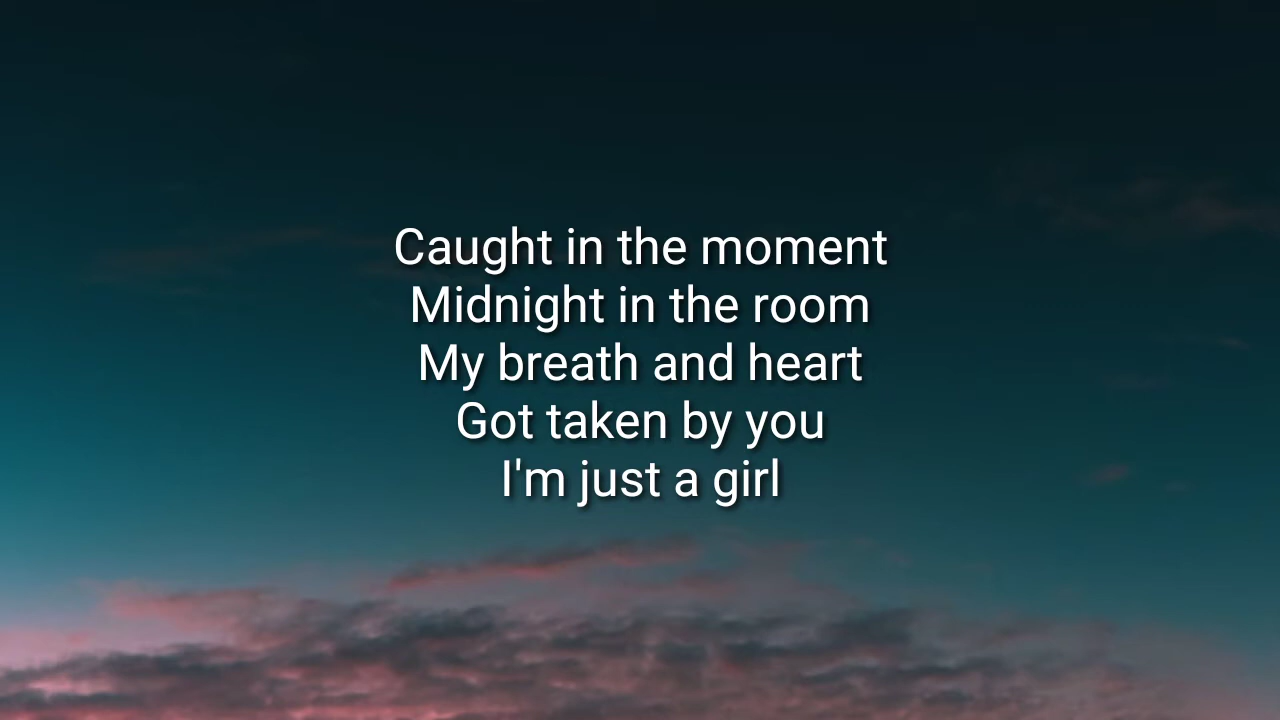 Caught in the moment
Midnight in the room
My breath and heart
Got taken by you
I'm just a girl